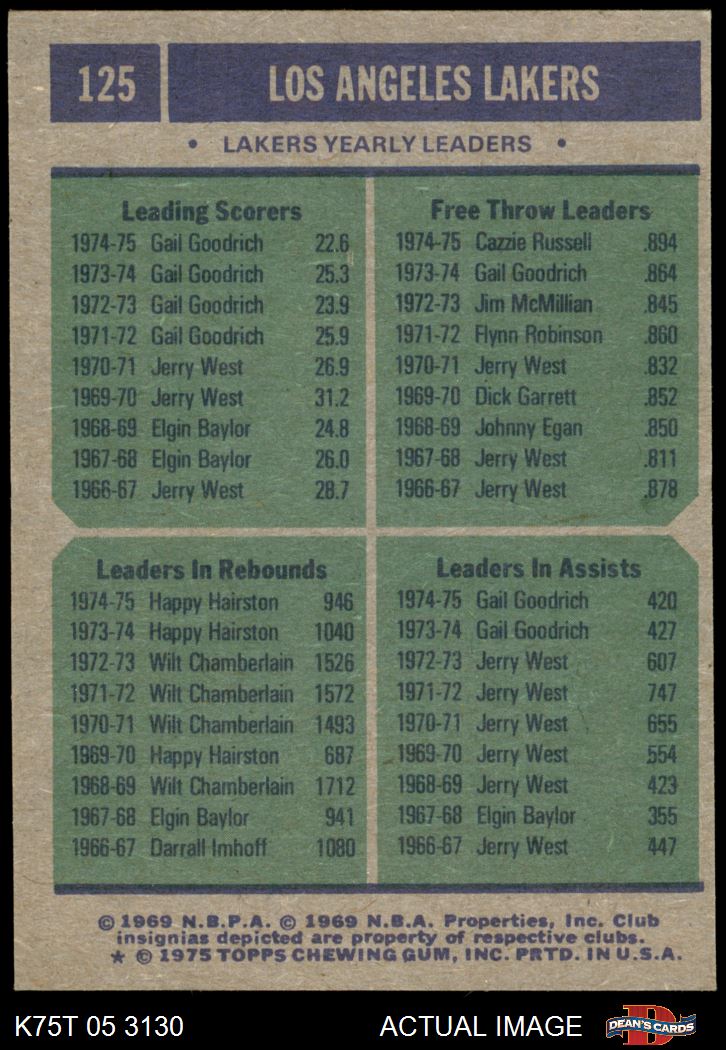 125 LOS ANGELES LAKERS
• LAKERS YEARLY LEADERS •
Leading Scorers
1974-75 Gail Goodrich 22.6
1973-74 Gail Goodrich 25.3
1972-73 Gail Goodrich 23.9
1971-72 Gail Goodrich 25.9
1970-71 Jerry West 26.9
1969-70 Jerry West 31.2
1968-69 Elgin Baylor 24.8
1967-68 Elgin Baylor 26.0
1966-67 Jerry West 28.7
Free Throw Leaders
1974-75 Cazzie Russell .894
1973-74 Gail Goodrich .864
1972-73 Jim McMillian .845
1971-72 Flynn Robinson .860
1970-71 Jerry West .832
1969-70 Dick Garrett .852
1968-69 Johnny Egan .850
1967-68 Jerry West .811
1966-67 Jerry West .878
Leaders In Rebounds
1974-75 Happy Hairston 946
1973-74 Happy Hairston 1040
1972-73 Wilt Chamberlain 1526
1971-72 Wilt Chamberlain 1572
1970-71 Wilt Chamberlain 1493
1969-70 Happy Hairston 687
1968-69 Wilt Chamberlain 1712
1967-68 Elgin Baylor 941
1966-67 Darrall Imhoff 1080
Leaders In Assists
1974-75 Gail Goodrich 420
1973-74 Gail Goodrich 427
1972-73 Jerry West 607
1971-72 Jerry West 747
1970-71 Jerry West 655
1969-70 Jerry West 554
1968-69 Jerry West 423
1967-68 Elgin Baylor 355
1966-67 Jerry West 447
© 1969 N.B.P.A. © 1969 N.B.A. Properties, Inc. Club
insignias depicted are property of respective clubs.
★ © 1975 TOPPS CHEWING GUM, INC. PRTD. IN U.S.A.
K75T 05 3130 ACTUAL IMAGE
D
DEAN'S CARDS